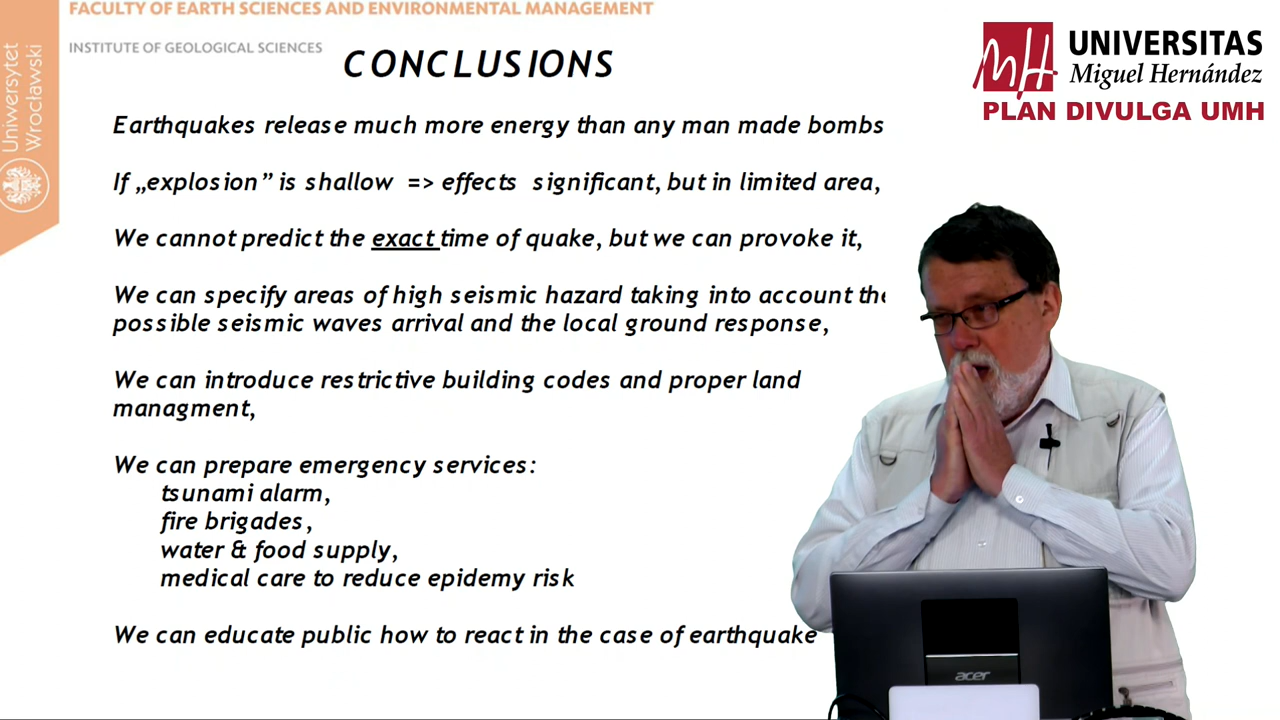 FACULTY OF EARTH SCIENCES AND ENVIRONMENTAL MANAGEMENT
INSTITUTE OF GEOLOGICAL SCIENCES
Uniwersytet
Wrocławski
CONCLUSIONS
UNIVERSITAS
Miguel Hernández
PLAN DIVULGA UMH
Earthquakes release much more energy than any man made bombs
If „explosion” is shallow => effects significant, but in limited area,
We cannot predict the exact time of quake, but we can provoke it,
We can specify areas of high seismic hazard taking into account the
possible seismic waves arrival and the local ground response,
We can introduce restrictive building codes and proper land
managment,
We can prepare emergency services:
tsunami alarm,
fire brigades,
water & food supply,
medical care to reduce epidemy risk
We can educate public how to react in the case of earthquake
acer